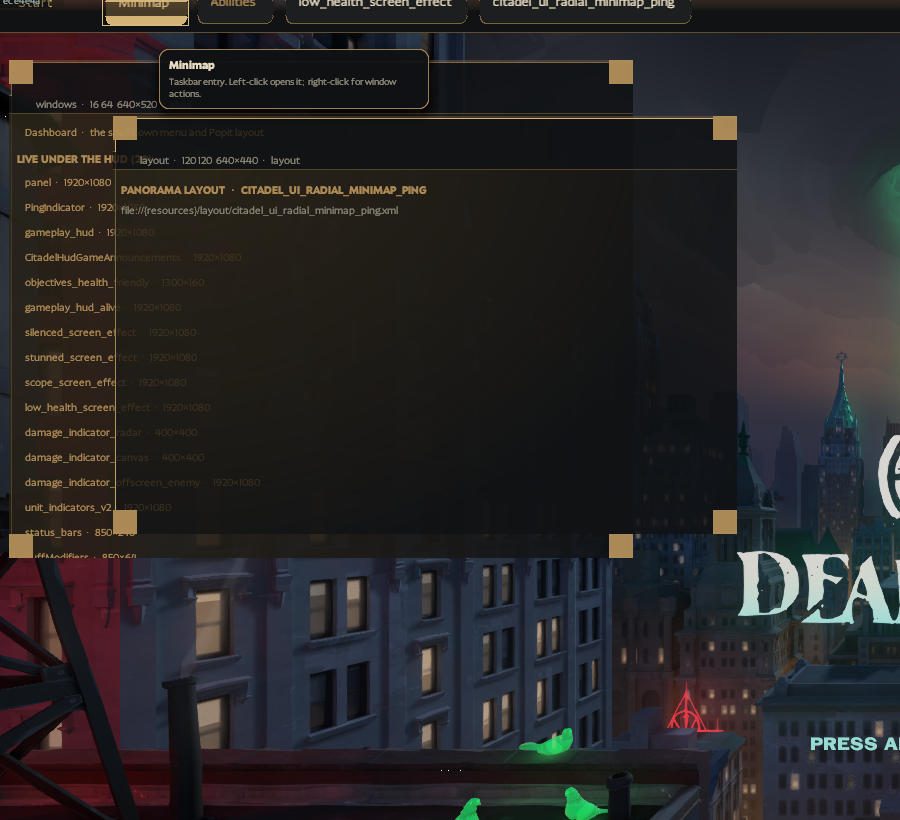 Start
Minimap
Abilities
low_health_screen_effect
citadel_ui_radial_minimap_ping
Minimap
Taskbar entry. Left-click opens it; right-click for window
actions.
windows · 16 64 640×520
Dashboard · the s down menu and Popit layout
LIVE UNDER THE HUD
layout · 120 120 640×440 · layout
panel · 1920×1080
PANORAMA LAYOUT · CITADEL_UI_RADIAL_MINIMAP_PING
PingIndicator · 192
file://{resources}/layout/citadel_ui_radial_minimap_ping.xml
gameplay_hud · 1920×1080
CitadelHudGameAnnouncements 1920×1080
objectives_health_friendly 1300×160
gameplay_hud_alive 1920×1080
silenced_screen_effect 1920×1080
stunned_screen_effect · 1920×1080
scope_screen_effect · 1920×1080
low_health_screen_effect · 1920×1080
damage_indicator_radar · 400×400
damage_indicator_canvas 400×400
damage_indicator_offscreen_enemy · 1920×1080
unit_indicators_v2 1920×1080
status_bars · 850×210
DEA
PRESS A